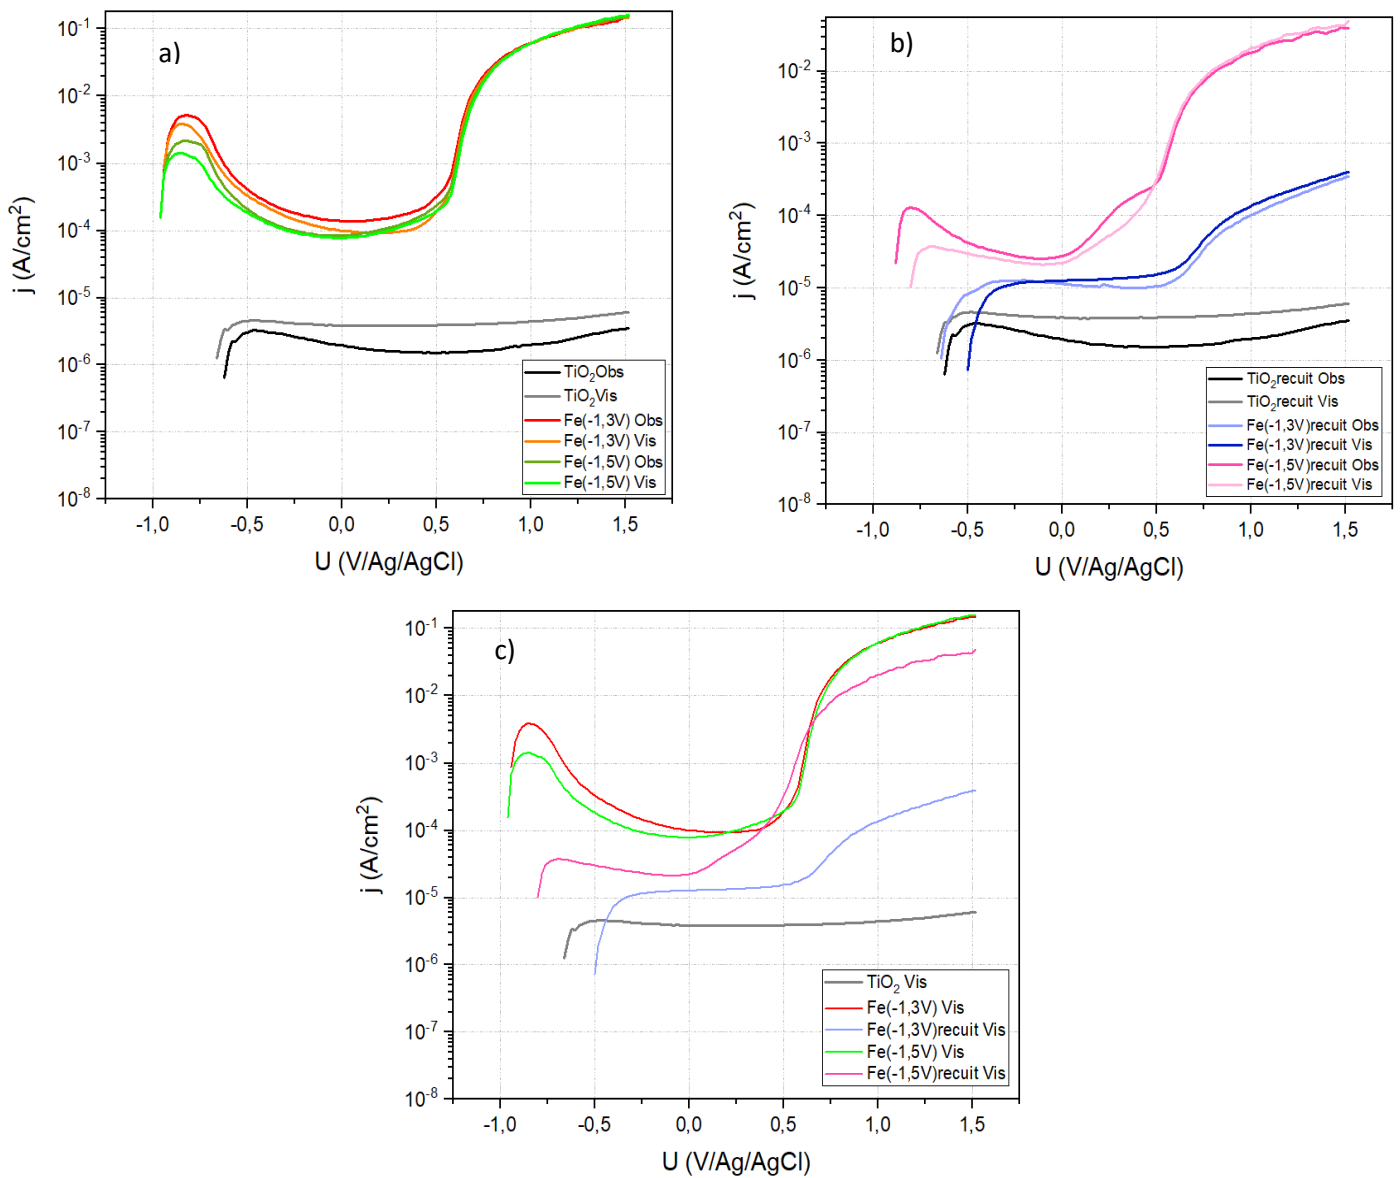 a)
j (A/cm²)
10⁻¹
10⁻²
10⁻³
10⁻⁴
10⁻⁵
10⁻⁶
10⁻⁷
10⁻⁸
TiO₂Obs
TiO₂Vis
Fe(-1,3V) Obs
Fe(-1,3V) Vis
Fe(-1,5V) Obs
Fe(-1,5V) Vis
-1,0 -0,5 0,0 0,5 1,0 1,5
U (V/Ag/AgCl)
b)
j (A/cm²)
10⁻²
10⁻³
10⁻⁴
10⁻⁵
10⁻⁶
10⁻⁷
10⁻⁸
TiO₂recuit Obs
TiO₂recuit Vis
Fe(-1,3V)recuit Obs
Fe(-1,3V)recuit Vis
Fe(-1,5V)recuit Obs
Fe(-1,5V)recuit Vis
-1,0 -0,5 0,0 0,5 1,0 1,5
U (V/Ag/AgCl)
c)
j (A/cm²)
10⁻¹
10⁻²
10⁻³
10⁻⁴
10⁻⁵
10⁻⁶
10⁻⁷
10⁻⁸
TiO₂ Vis
Fe(-1,3V) Vis
Fe(-1,3V)recuit Vis
Fe(-1,5V) Vis
Fe(-1,5V)recuit Vis
-1,0 -0,5 0,0 0,5 1,0 1,5
U (V/Ag/AgCl)